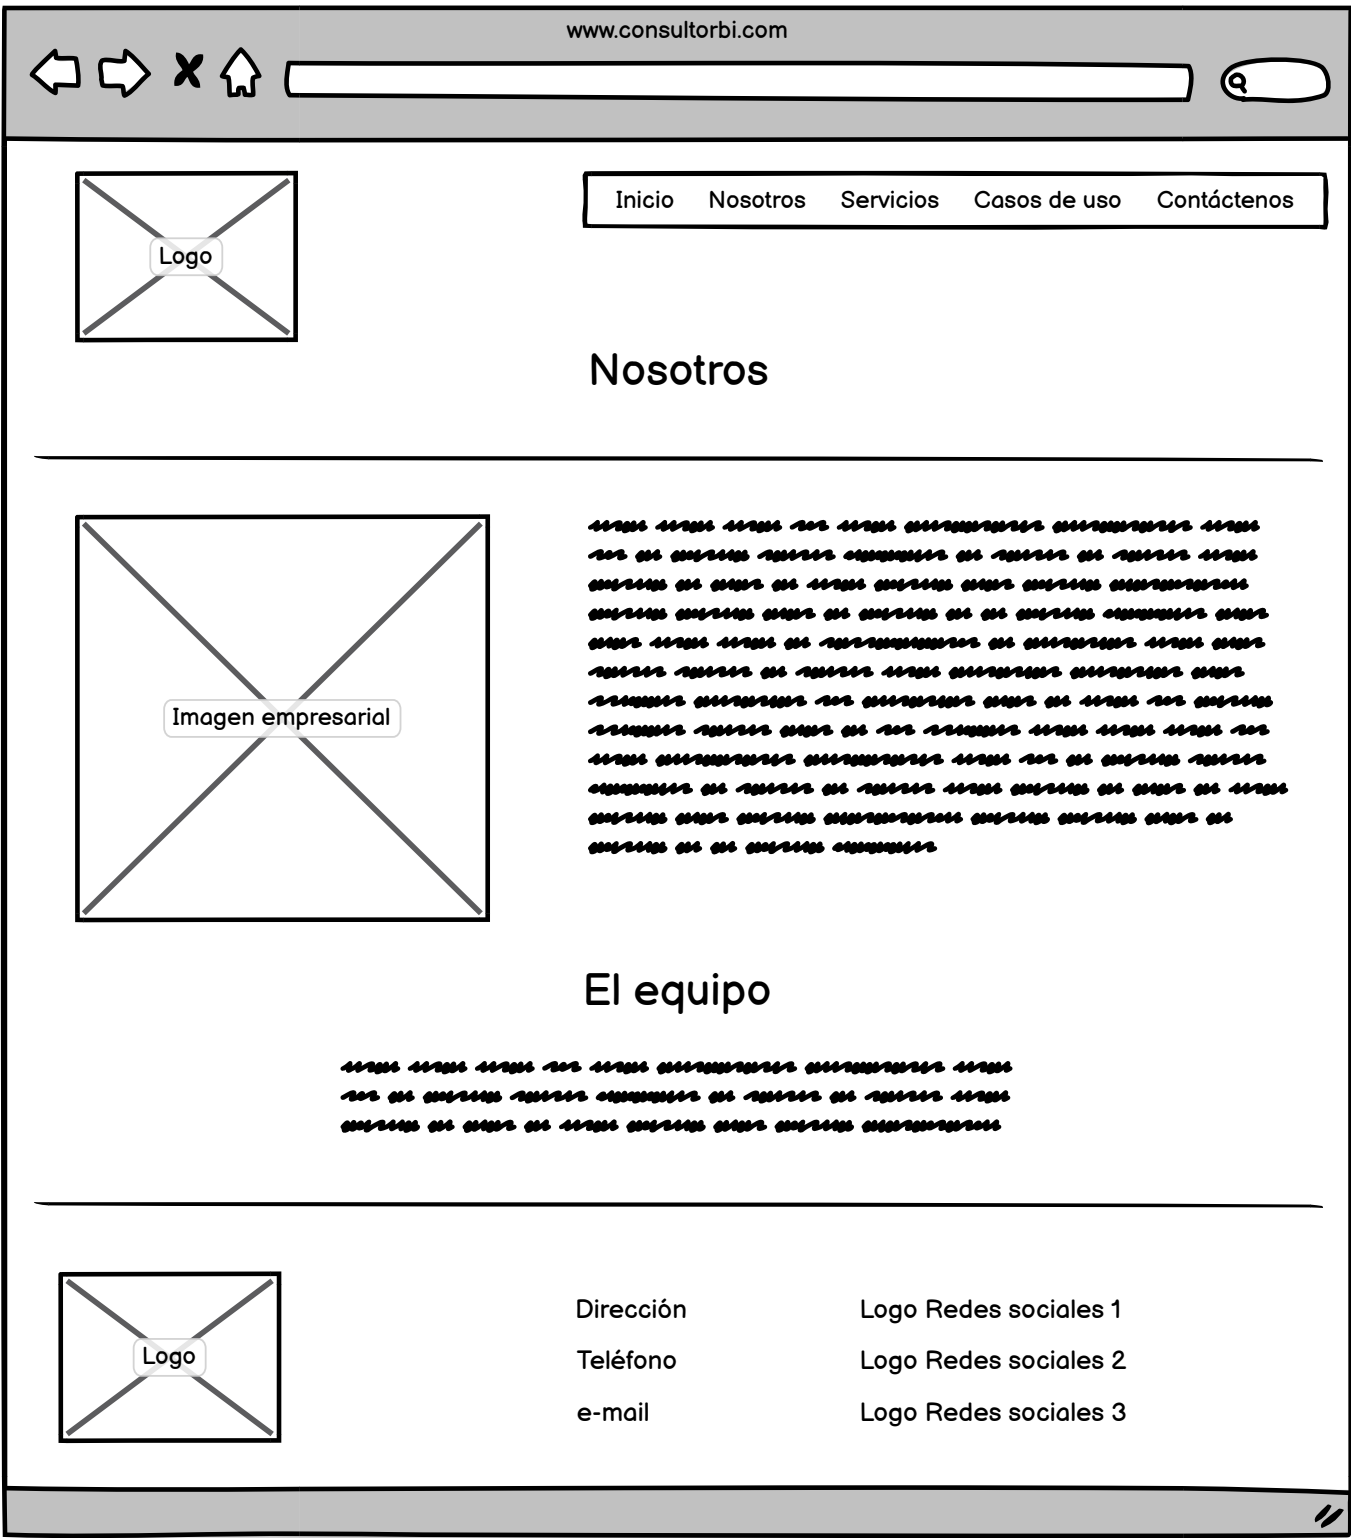 www.consultorbi.com
Inicio Nosotros Servicios Casos de uso Contáctenos
Logo
Nosotros
Imagen empresarial
El equipo
Logo
Dirección
Teléfono
e-mail
Logo Redes sociales 1
Logo Redes sociales 2
Logo Redes sociales 3